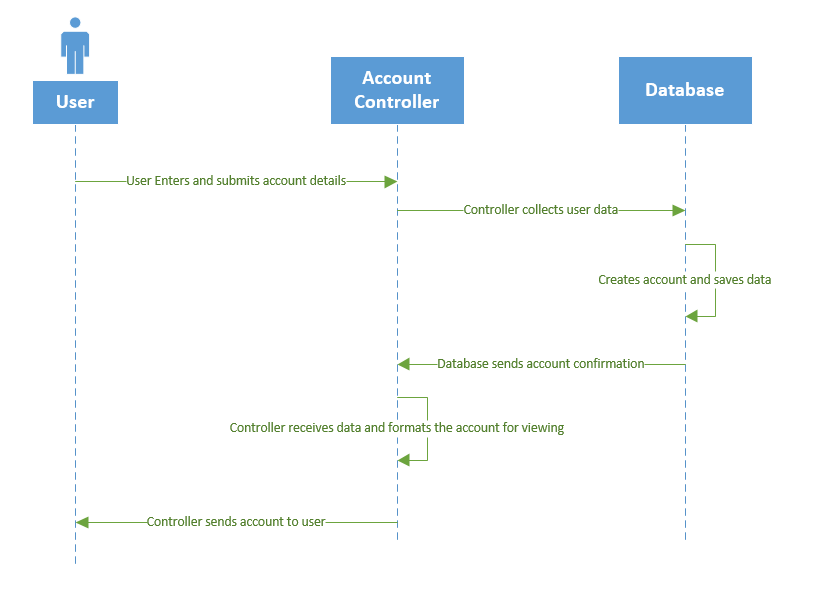 User
Account
Controller
Database
User Enters and submits account details
Controller collects user data
Creates account and saves data
Database sends account confirmation
Controller receives data and formats the account for viewing
Controller sends account to user